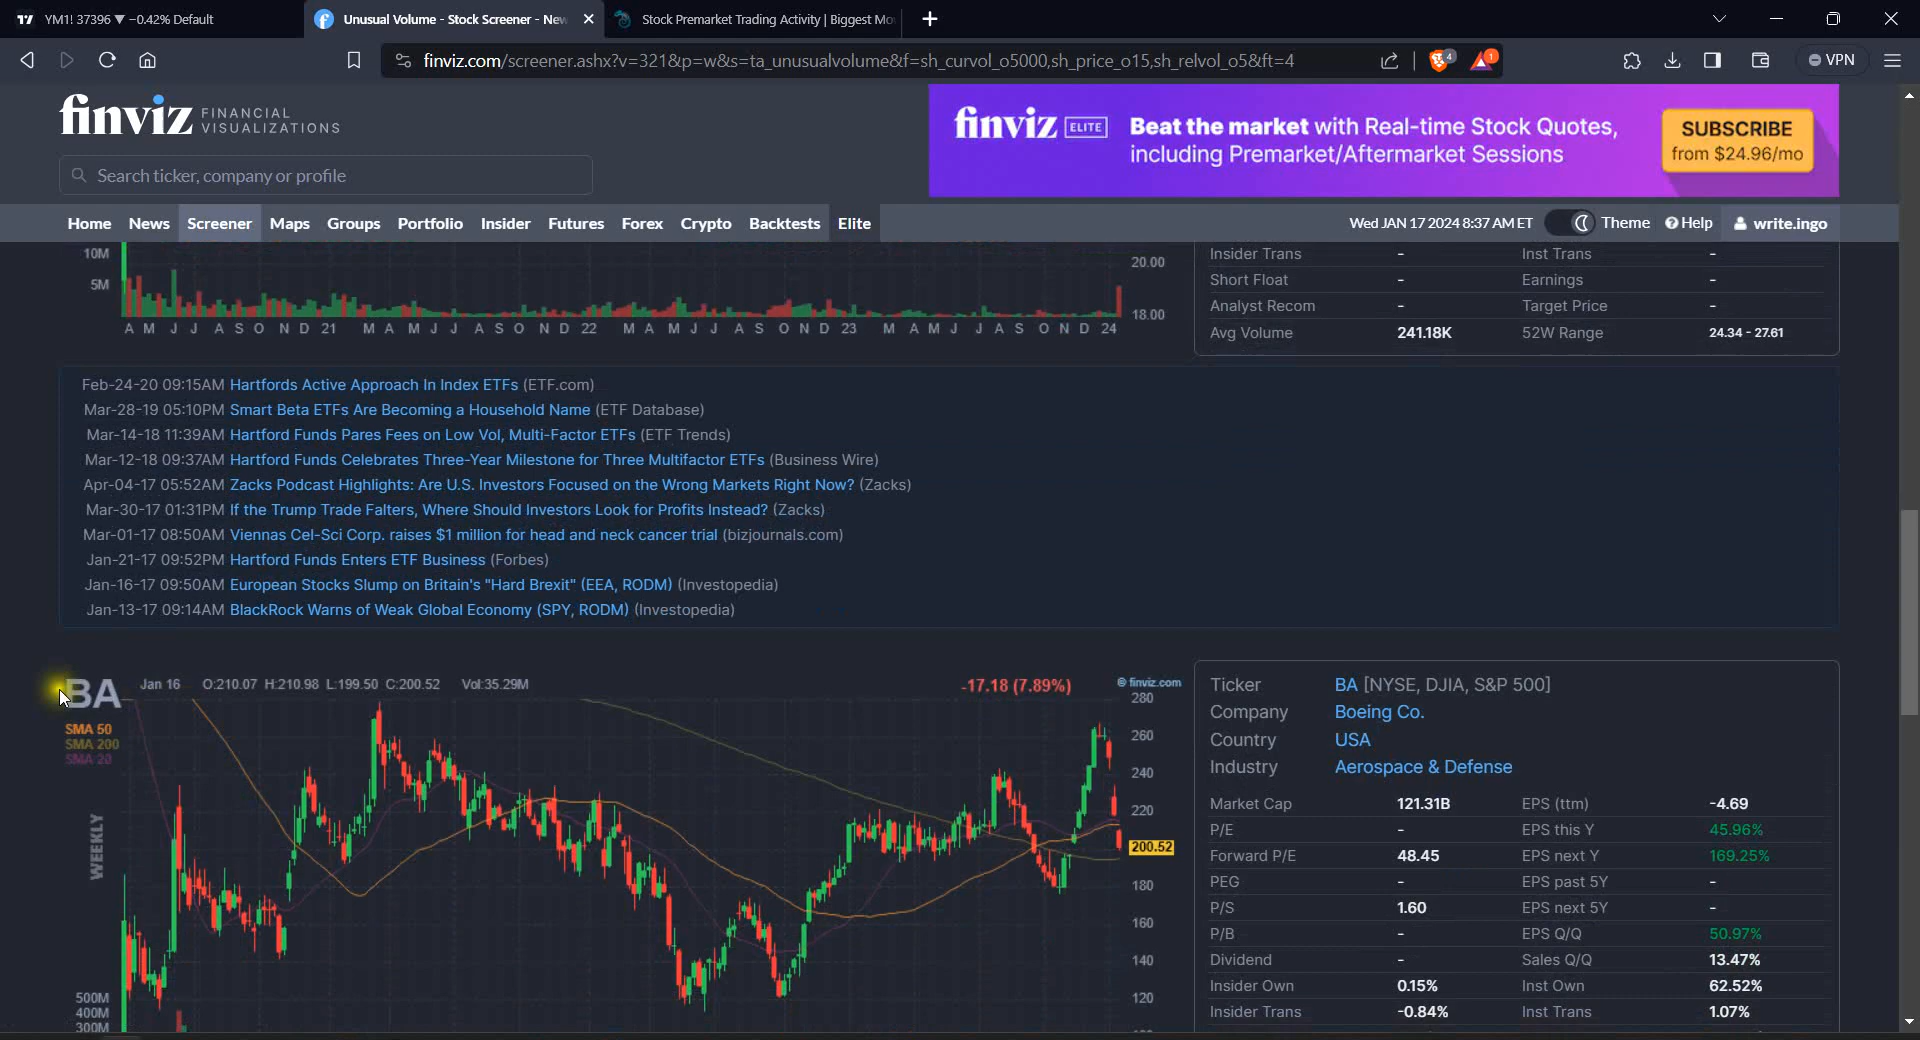 YM1! 37396 ▼ −0.42% Default
Unusual Volume - Stock Screener - New
Stock Premarket Trading Activity | Biggest Mo
finviz.com/screener.ashx?v=321&p=w&s=ta_unusualvolume&f=sh_curvol_o5000,sh_price_o15,sh_relvol_o5&ft=4
4
1
VPN
finviz FINANCIAL VISUALIZATIONS
Search ticker, company or profile
finviz ELITE
Beat the market with Real-time Stock Quotes,
including Premarket/Aftermarket Sessions
SUBSCRIBE
from $24.96/mo
Home News Screener Maps Groups Portfolio Insider Futures Forex Crypto Backtests Elite
Wed JAN 17 2024 8:37 AM ET Theme Help write.ingo
10M
5M
20.00
18.00
A M J J A S O N D 21 M A M J J A S O N D 22 M A M J J A S O N D 23 M A M J J A S O N D 24
Insider Trans - Inst Trans -
Short Float - Earnings -
Analyst Recom - Target Price -
Avg Volume 241.18K 52W Range 24.34 - 27.61
Feb-24-20 09:15AM Hartfords Active Approach In Index ETFs (ETF.com)
Mar-28-19 05:10PM Smart Beta ETFs Are Becoming a Household Name (ETF Database)
Mar-14-18 11:39AM Hartford Funds Pares Fees on Low Vol, Multi-Factor ETFs (ETF Trends)
Mar-12-18 09:37AM Hartford Funds Celebrates Three-Year Milestone for Three Multifactor ETFs (Business Wire)
Apr-04-17 05:52AM Zacks Podcast Highlights: Are U.S. Investors Focused on the Wrong Markets Right Now? (Zacks)
Mar-30-17 01:31PM If the Trump Trade Falters, Where Should Investors Look for Profits Instead? (Zacks)
Mar-01-17 08:50AM Viennas Cel-Sci Corp. raises $1 million for head and neck cancer trial (bizjournals.com)
Jan-21-17 09:52PM Hartford Funds Enters ETF Business (Forbes)
Jan-16-17 09:50AM European Stocks Slump on Britain's "Hard Brexit" (EEA, RODM) (Investopedia)
Jan-13-17 09:14AM BlackRock Warns of Weak Global Economy (SPY, RODM) (Investopedia)
BA Jan 16 O:210.07 H:210.98 L:199.50 C:200.52 Vol:35.29M -17.18 (7.89%) © finviz.com
SMA 50
SMA 200
SMA 20
WEEKLY
280
260
240
220
200.52
180
160
140
120
500M
400M
300M
Ticker BA [NYSE, DJIA, S&P 500]
Company Boeing Co.
Country USA
Industry Aerospace & Defense
Market Cap 121.31B EPS (ttm) -4.69
P/E - EPS this Y 45.96%
Forward P/E 48.45 EPS next Y 169.25%
PEG - EPS past 5Y -
P/S 1.60 EPS next 5Y -
P/B - EPS Q/Q 50.97%
Dividend - Sales Q/Q 13.47%
Insider Own 0.15% Inst Own 62.52%
Insider Trans -0.84% Inst Trans 1.07%